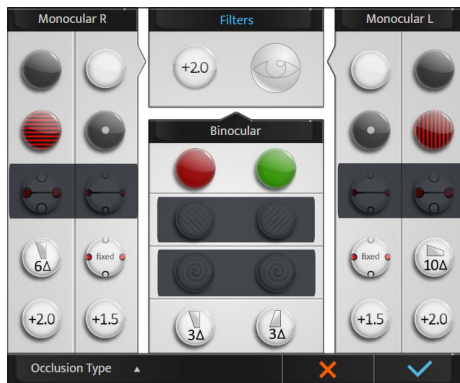 Monocular R
Filters
Monocular L
+2.0
Binocular
6Δ
fixed
fixed
10Δ
+2.0
+1.5
3Δ
3Δ
+1.5
+2.0
Occlusion Type